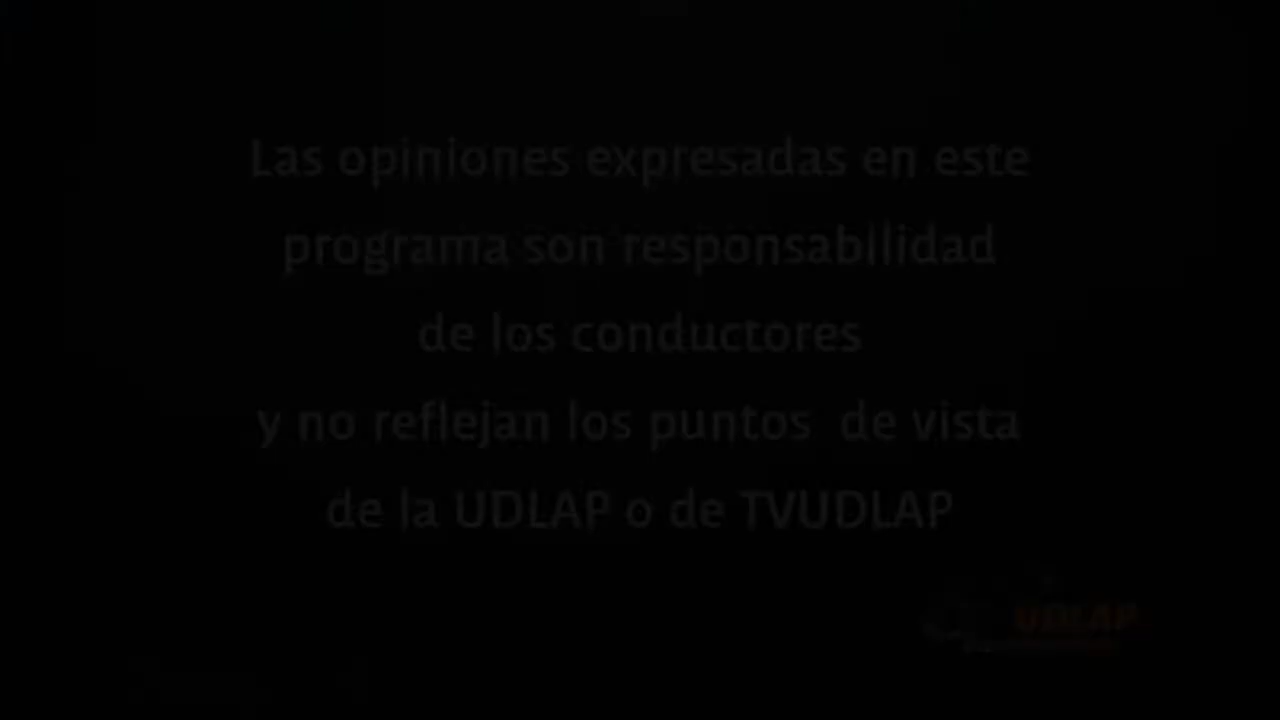 Las opiniones expresadas en este
programa son responsabilidad
de los conductores
y no reflejan los puntos de vista
de la UDLAP o de TVUDLAP
UDLAP